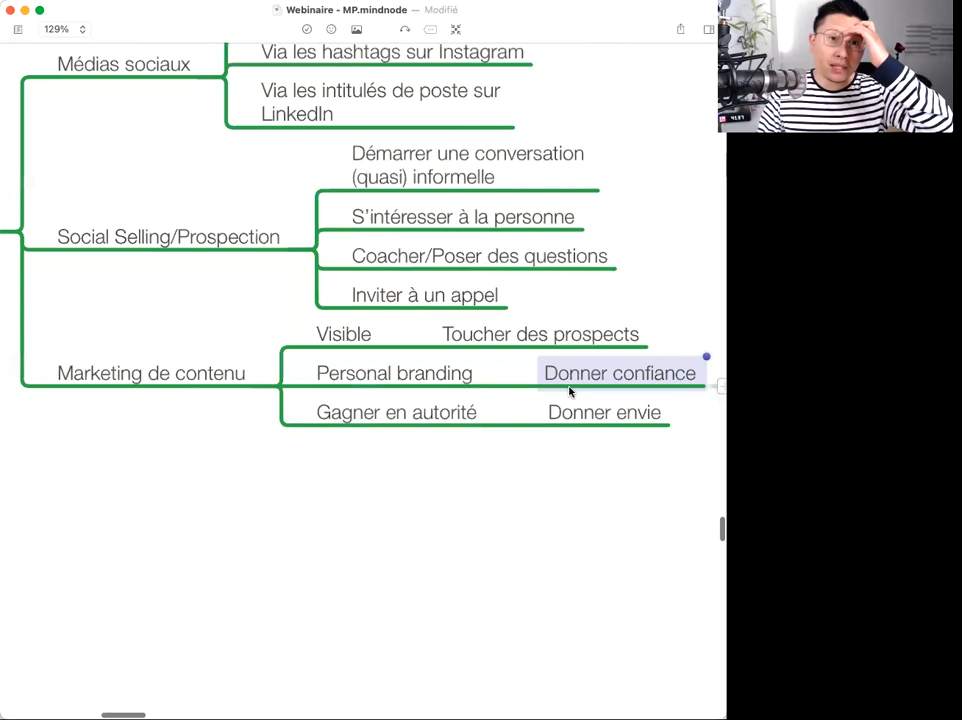 Webinaire - MP.mindnode — Modifié
129%
Médias sociaux
Via les hashtags sur Instagram
Via les intitulés de poste sur
LinkedIn
Démarrer une conversation
(quasi) informelle
S'intéresser à la personne
Social Selling/Prospection
Coacher/Poser des questions
Inviter à un appel
Visible
Toucher des prospects
Marketing de contenu
Personal branding
Donner confiance
Gagner en autorité
Donner envie